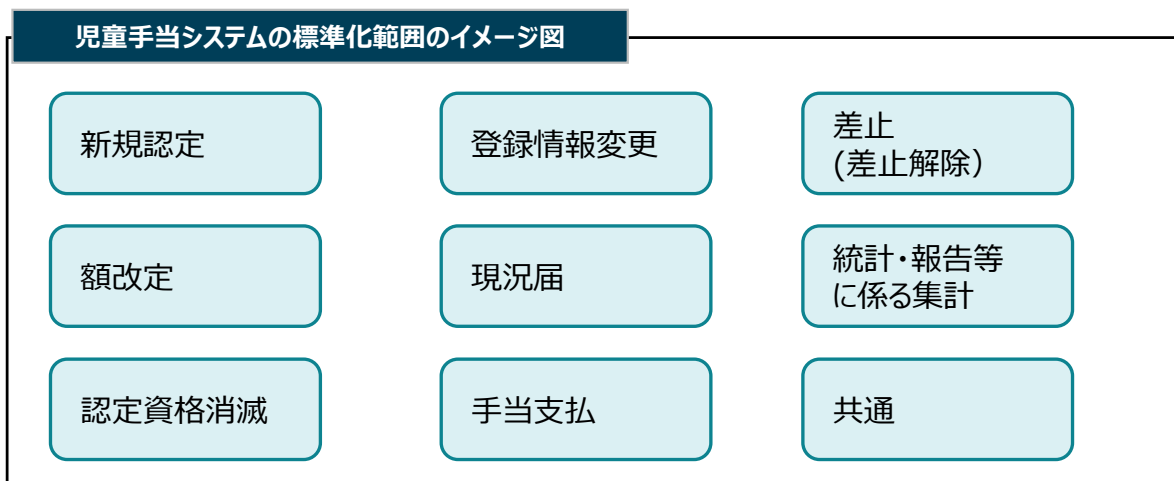 児童手当システムの標準化範囲のイメージ図
新規認定
登録情報変更
差止
(差止解除）
額改定
現況届
統計・報告等
に係る集計
認定資格消滅
手当支払
共通